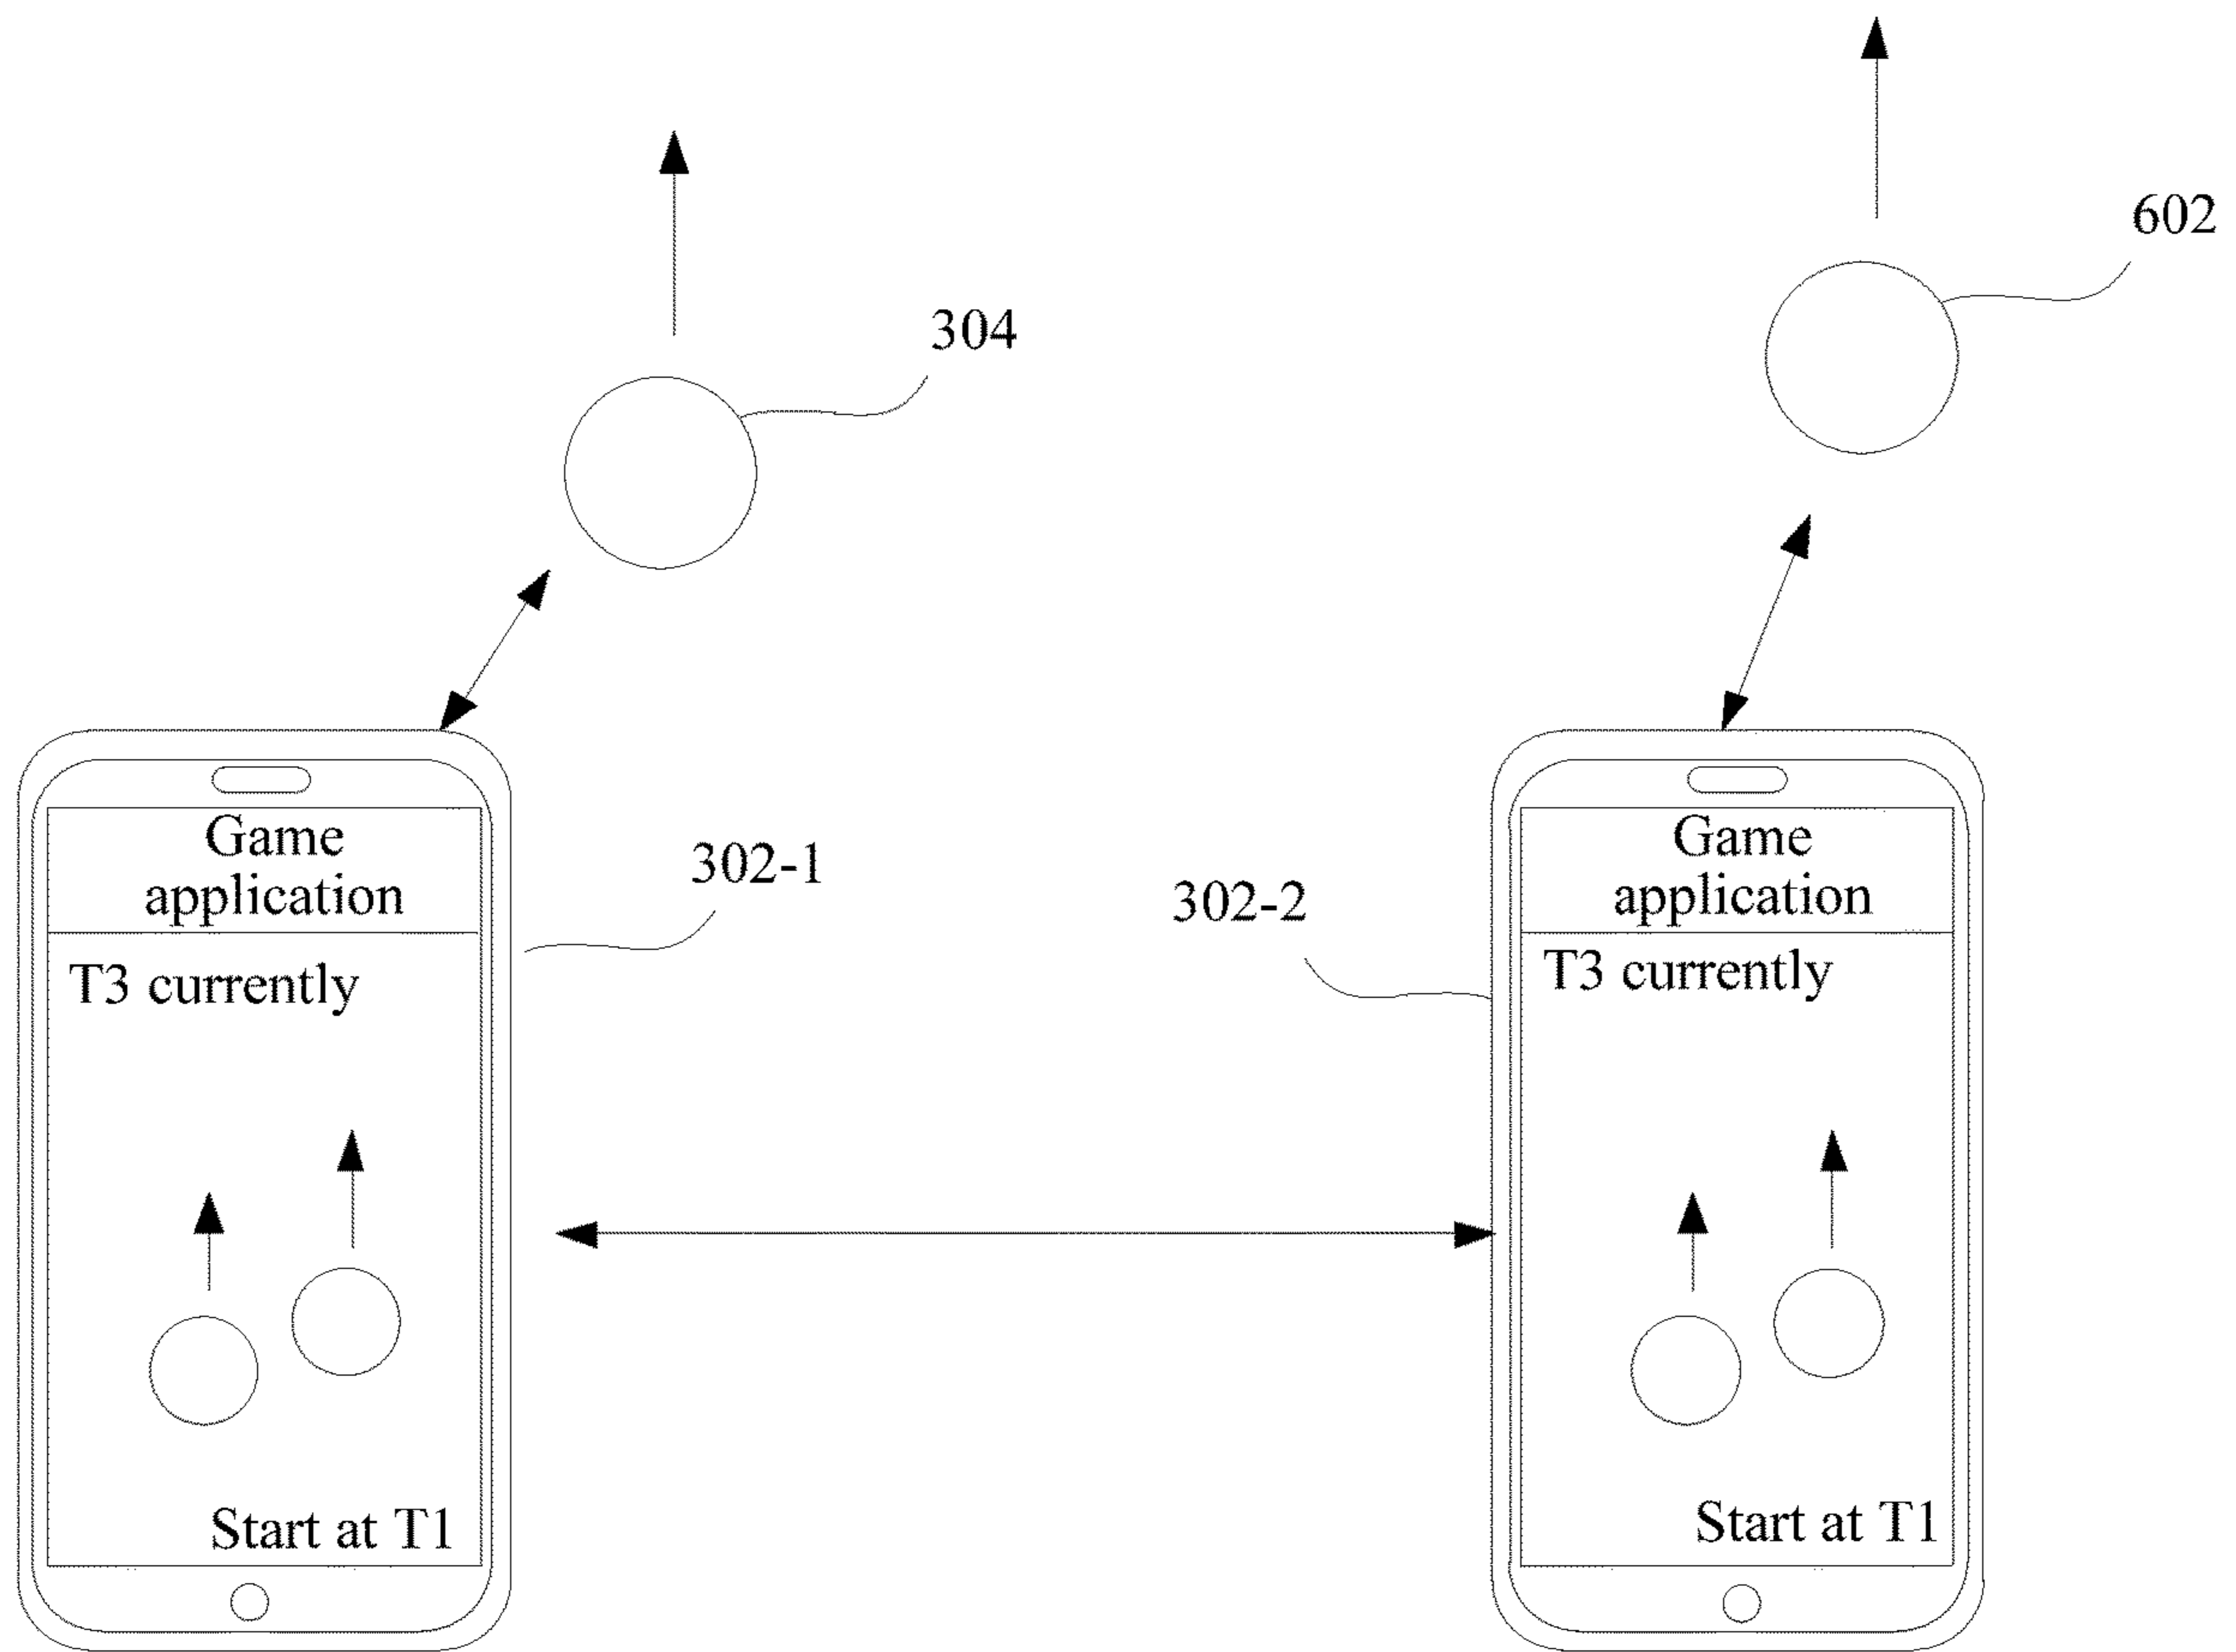 602
304
Game
application
302-1
T3 currently
Start at T1
302-2
Game
application
T3 currently
Start at T1